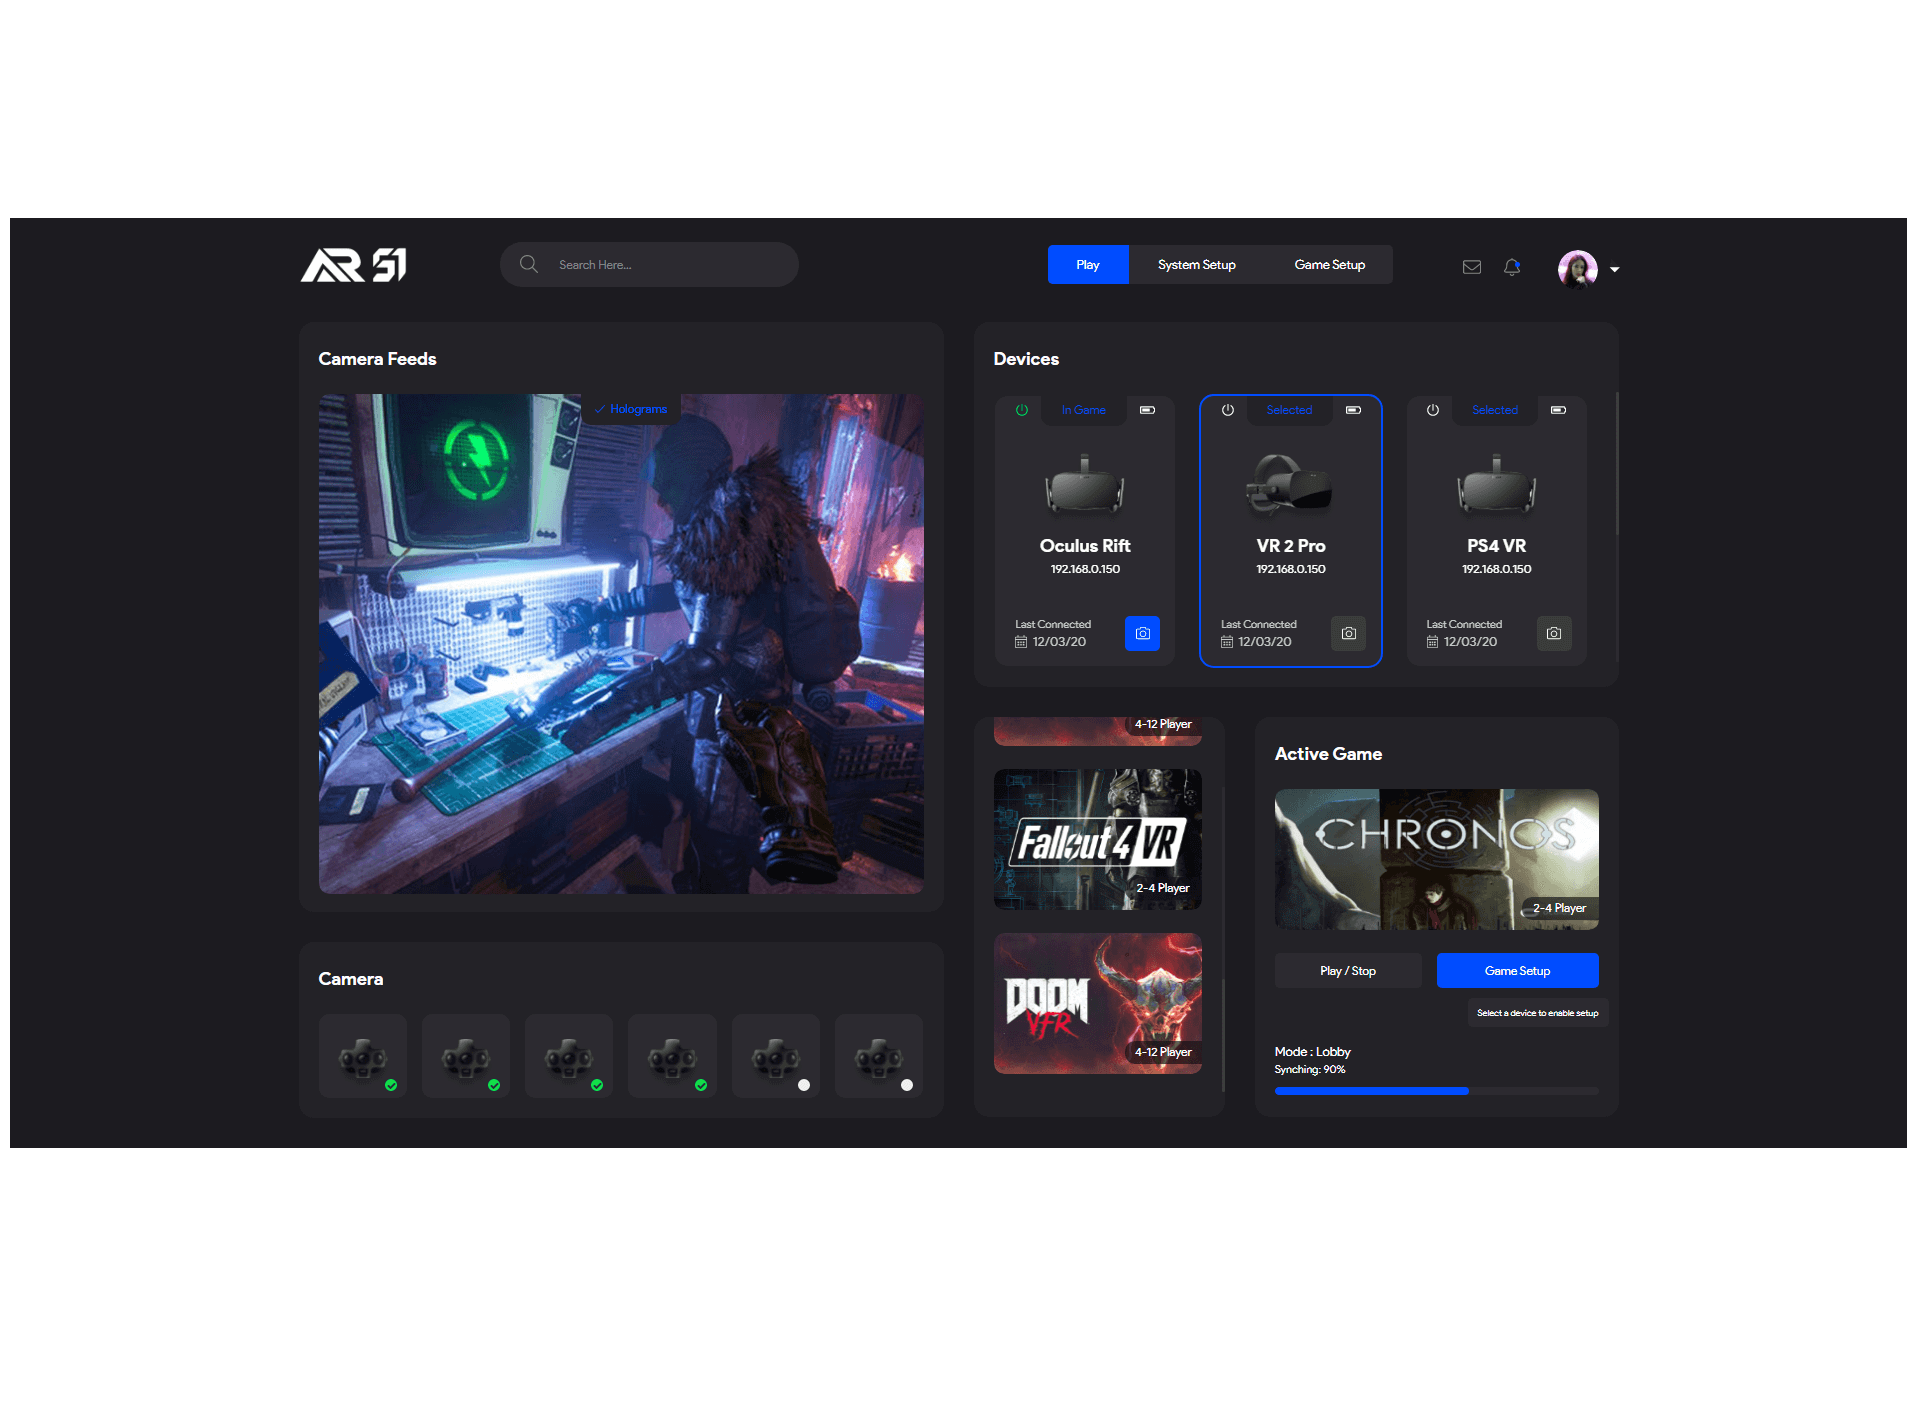 AR 51
Search Here...
Play
System Setup
Game Setup
Camera Feeds
Holograms
Devices
In Game
Oculus Rift
192.168.0.150
Last Connected
12/03/20
Selected
VR 2 Pro
192.168.0.150
Last Connected
12/03/20
Selected
PS4 VR
192.168.0.150
Last Connected
12/03/20
4-12 Player
Fallout 4 VR
2-4 Player
DOOM
VFR
4-12 Player
Active Game
CHRONOS
2-4 Player
Play / Stop
Game Setup
Select a device to enable setup
Mode : Lobby
Synching: 90%
Camera